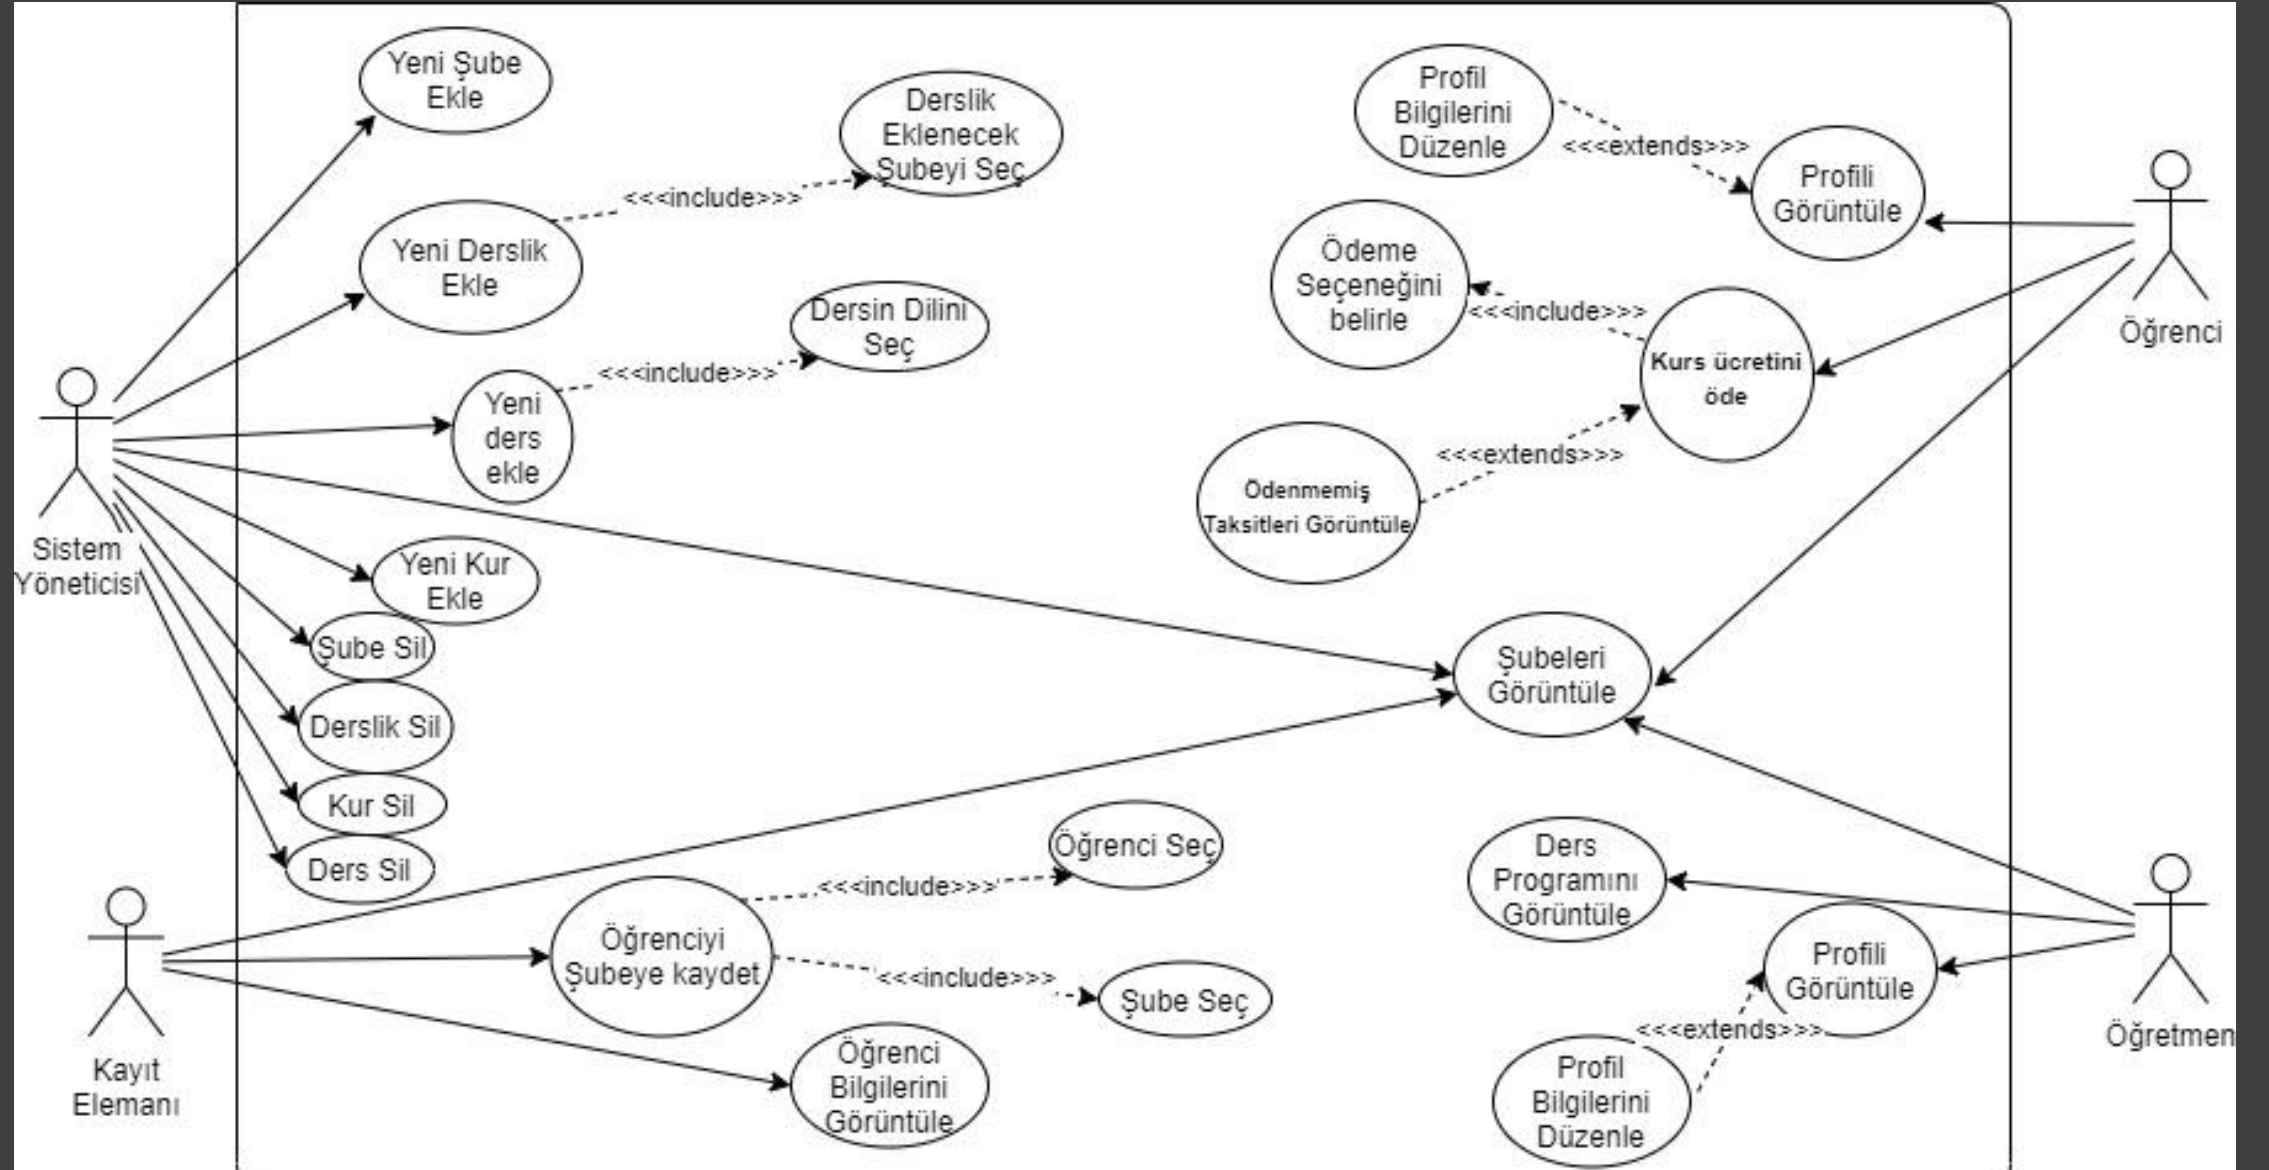 Yeni Şube
Ekle
Derslik
Eklenecek
Şubeyi Seç
<<<include>>>
Yeni Derslik
Ekle
Dersin Dilini
Seç
<<<include>>>
Yeni
ders
ekle
Sistem
Yöneticisi
Yeni Kur
Ekle
Şube Sil
Derslik Sil
Kur Sil
Ders Sil
Profil
Bilgilerini
Düzenle
<<<extends>>>
Profili
Görüntüle
Ödeme
Seçeneğini
belirle
<<<include>>>
Kurs ücretini
öde
<<<extends>>>
Ödenmemiş
Taksitleri Görüntüle
Öğrenci
Şubeleri
Görüntüle
Öğrenci Seç
<<<include>>>
Öğrenciyi
Şubeye kaydet
<<<include>>>
Şube Seç
Öğrenci
Bilgilerini
Görüntüle
Kayıt
Elemanı
Ders
Programını
Görüntüle
Profili
Görüntüle
<<<extends>>>
Profil
Bilgilerini
Düzenle
Öğretmen